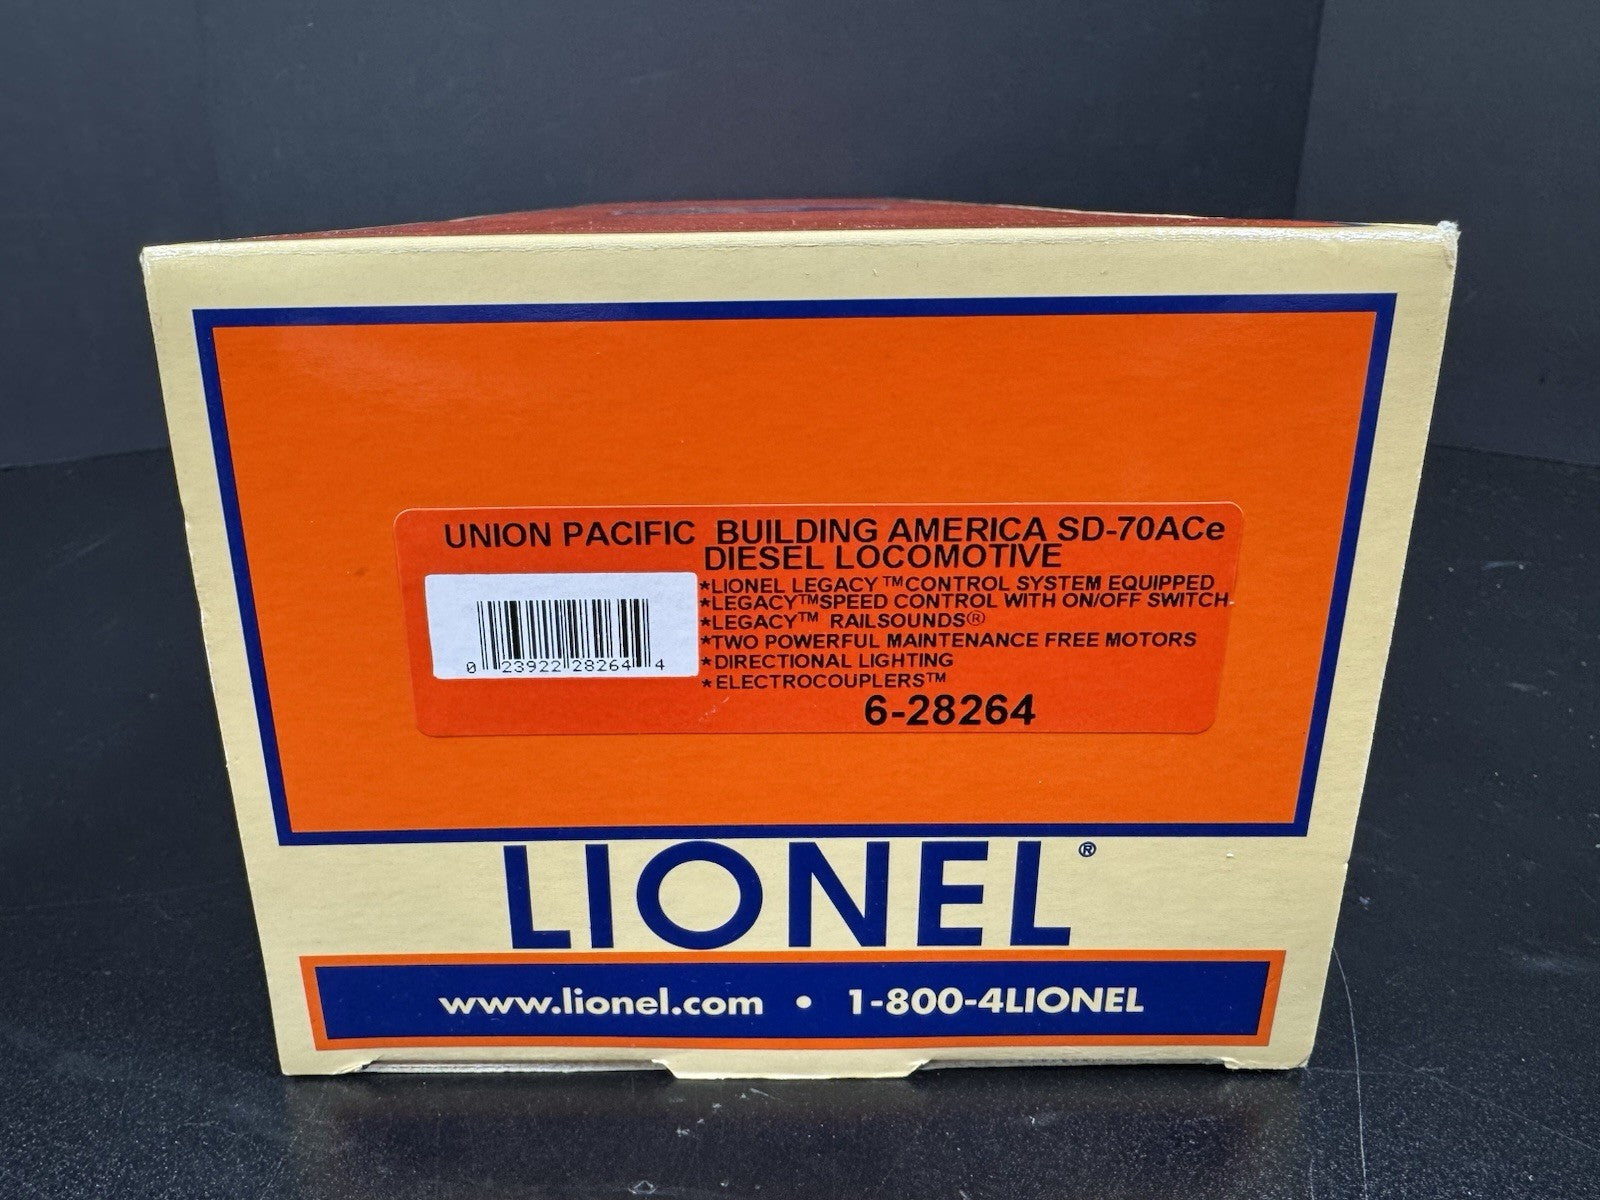 UNION PACIFIC BUILDING AMERICA SD-70ACe
DIESEL LOCOMOTIVE
*LIONEL LEGACY ™CONTROL SYSTEM EQUIPPED
*LEGACY™SPEED CONTROL WITH ON/OFF SWITCH
*LEGACY™ RAILSOUNDS®
*TWO POWERFUL MAINTENANCE FREE MOTORS
*DIRECTIONAL LIGHTING
*ELECTROCOUPLERS™
0 23922 28264 4
6-28264
LIONEL®
www.lionel.com • 1-800-4LIONEL